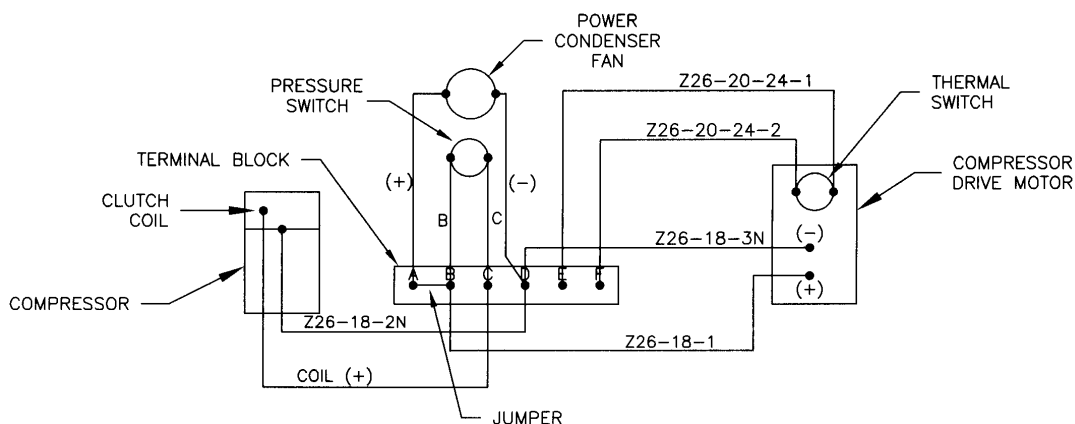 POWER
CONDENSER
FAN
PRESSURE
SWITCH
Z26-20-24-1
THERMAL
SWITCH
Z26-20-24-2
TERMINAL BLOCK
(+)
(-)
COMPRESSOR
DRIVE MOTOR
CLUTCH
COIL
B
C
(-)
Z26-18-3N
A B C D E F
(+)
COMPRESSOR
Z26-18-2N
Z26-18-1
COIL (+)
JUMPER